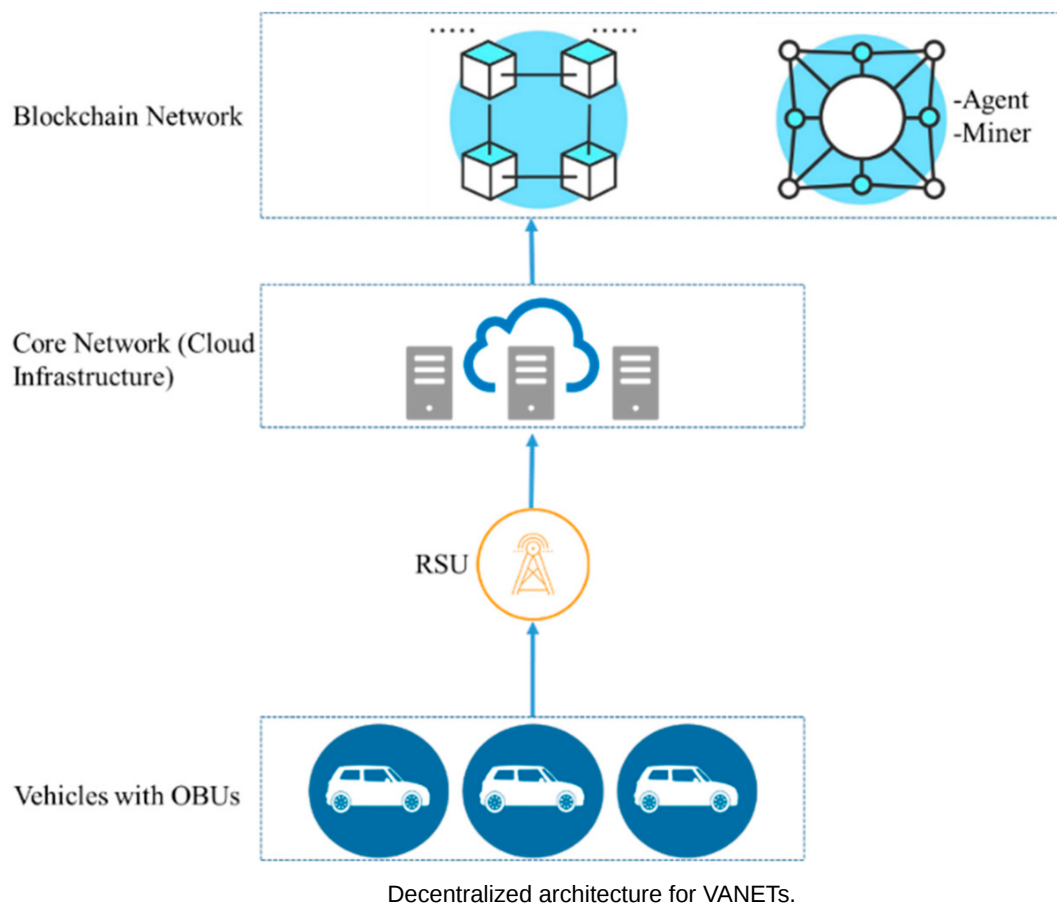 Blockchain Network
-Agent
-Miner
Core Network (Cloud
Infrastructure)
RSU
Vehicles with OBUs
Decentralized architecture for VANETs.